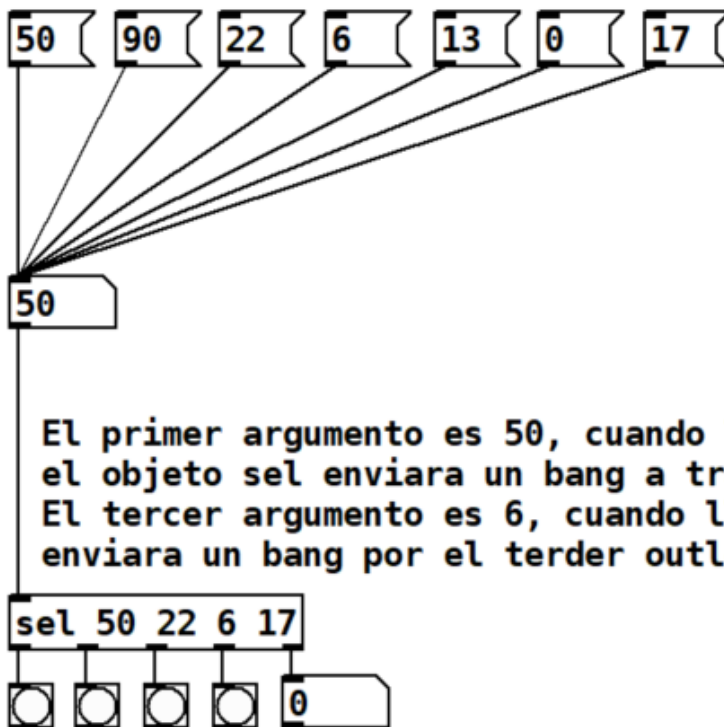 50 90 22 6 13 0 17
50
El primer argumento es 50, cuando
el objeto sel enviara un bang a
El tercer argumento es 6, cuando
enviara un bang por el terder
sel 50 22 6 17
0